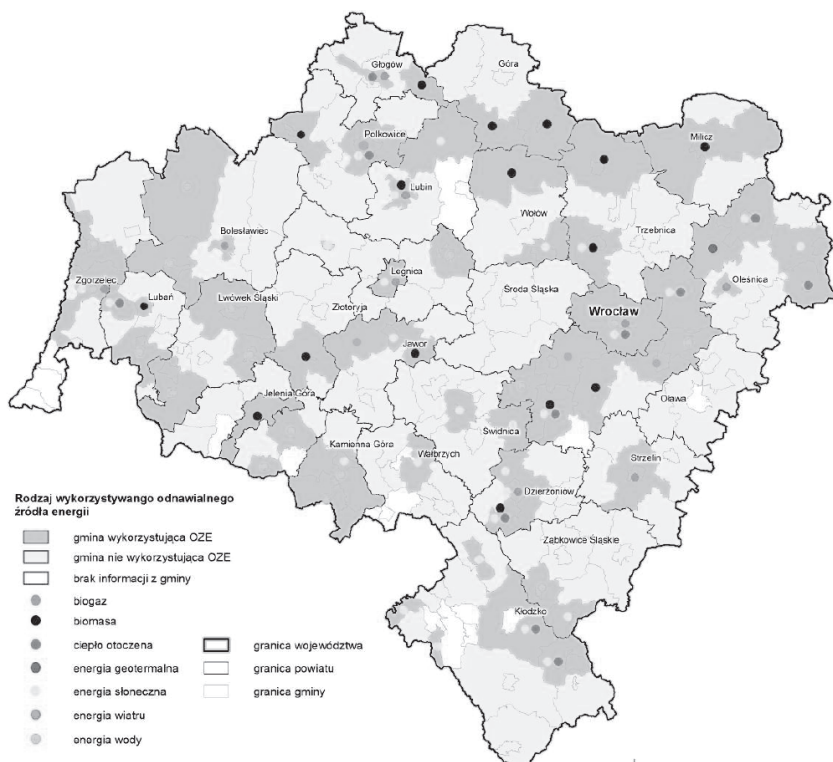 Głogów
Góra
Polkowice
Milicz
Lubin
Wołów
Trzebnica
Bolesławiec
Zgorzelec
Lubań
Legnica
Oleśnica
Lwówek Śląski
Złotoryja
Środa Śląska
Wrocław
Jawor
Jelenia Góra
Oława
Kamienna Góra
Wałbrzych
Świdnica
Strzelin
Dzierżoniów
Ząbkowice Śląskie
Kłodzko
Rodzaj wykorzystywango odnawialnego
źródła energii
gmina wykorzystująca OZE
gmina nie wykorzystująca OZE
brak informacji z gminy
biogaz
biomasa
ciepło otoczena
energia geotermalna
energia słoneczna
energia wiatru
energia wody
granica województwa
granica powiatu
granica gminy